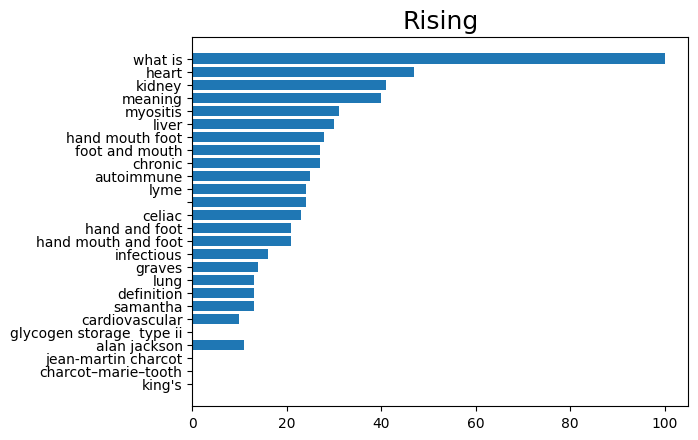 Rising
what is
heart
kidney
meaning
myositis
liver
hand mouth foot
foot and mouth
chronic
autoimmune
lyme
celiac
hand and foot
hand mouth and foot
infectious
graves
lung
definition
samantha
cardiovascular
glycogen storage  type ii
alan jackson
jean-martin charcot
charcot–marie–tooth
king's
0 20 40 60 80 100